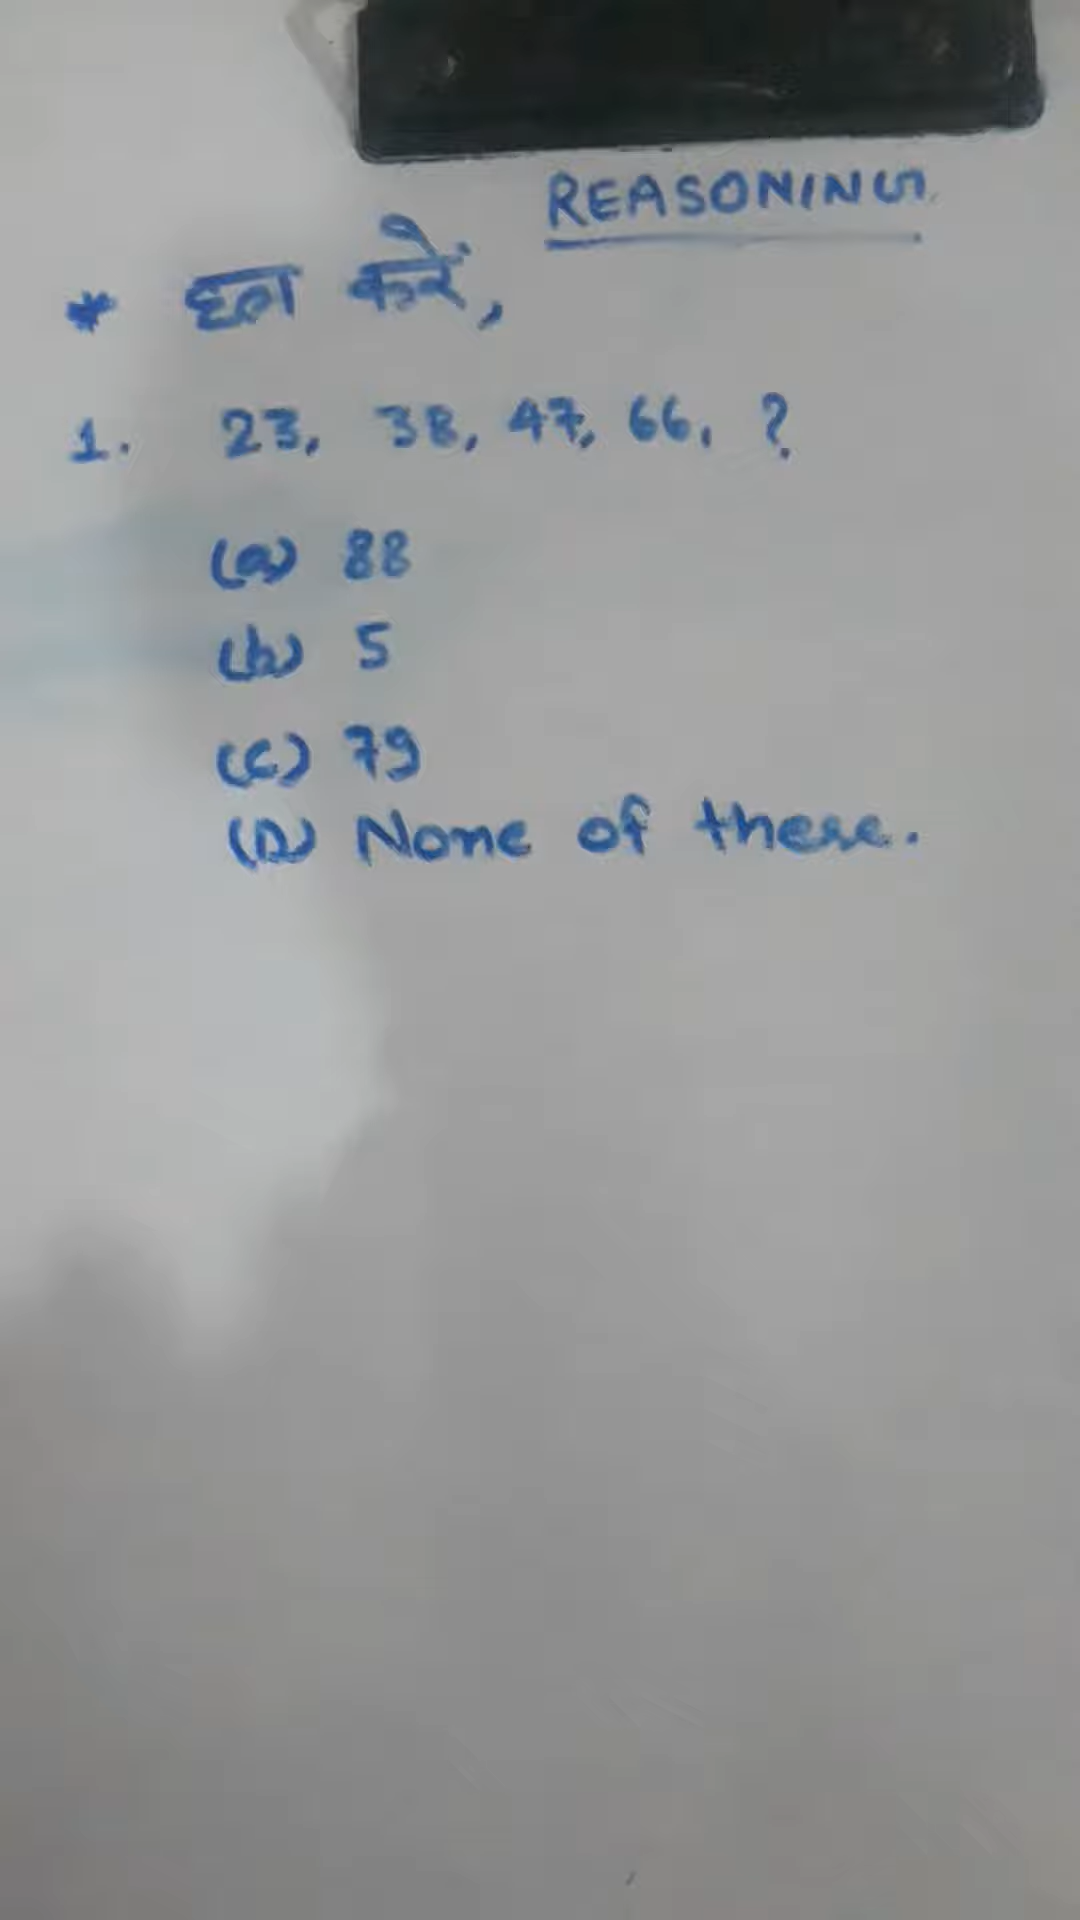 REASONING
* हल करें,
1. 23, 38, 47, 66, ?
(a) 88
(b) 5
(c) 79
(D) None of these.